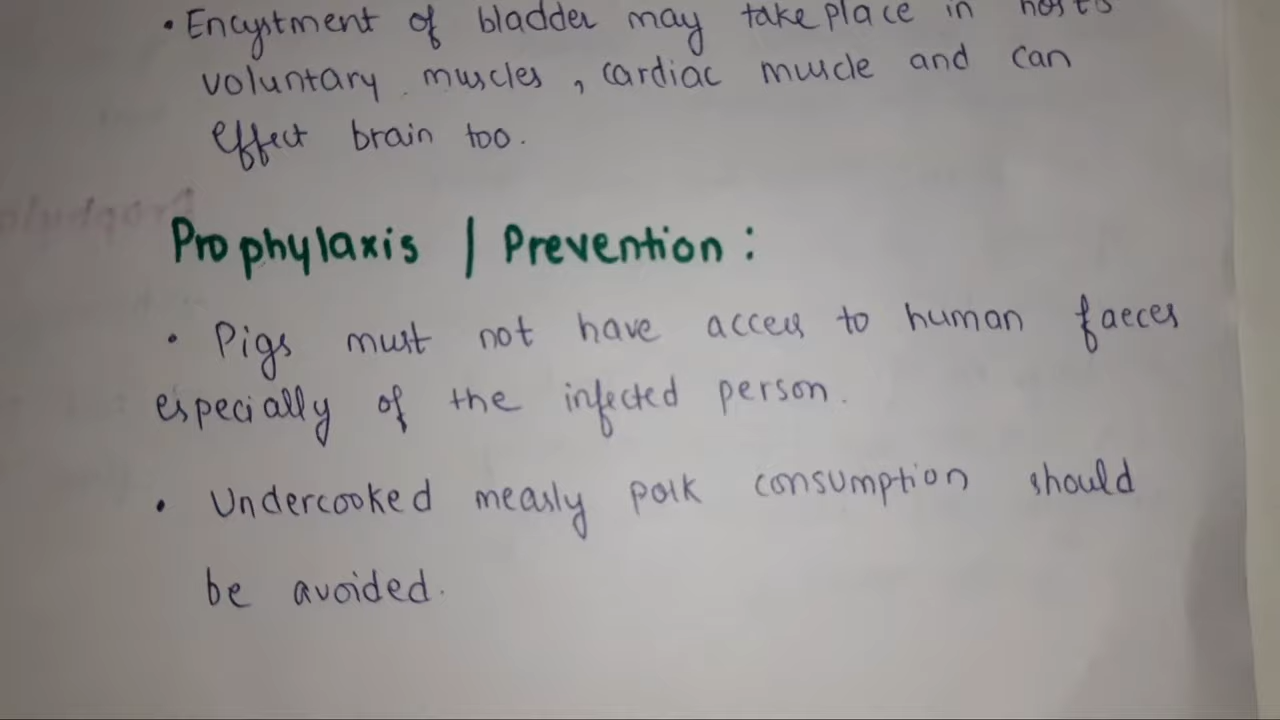 • Encystment of bladder may take place in host's
voluntary muscles, cardiac muscle and can
effect brain too.
Prophylaxis / Prevention:
• Pigs must not have access to human faeces
especially of the infected person.
• Undercooked measly pork consumption should
be avoided.